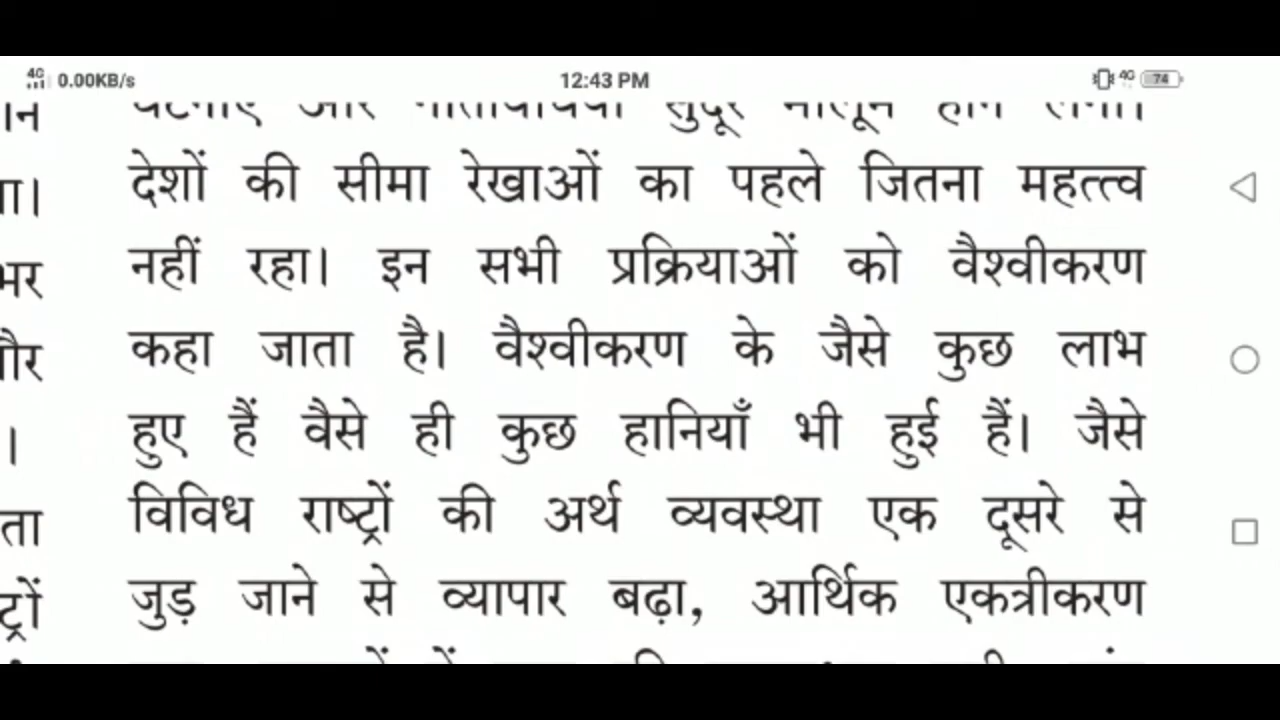 4G 0.00KB/s 12:43 PM 4G 74
देशों की सीमा रेखाओं का पहले जितना महत्त्व
नहीं रहा। इन सभी प्रक्रियाओं को वैश्वीकरण
कहा जाता है। वैश्वीकरण के जैसे कुछ लाभ
हुए हैं वैसे ही कुछ हानियाँ भी हुई हैं। जैसे
विविध राष्ट्रों की अर्थ व्यवस्था एक दूसरे से
जुड़ जाने से व्यापार बढ़ा, आर्थिक एकत्रीकरण